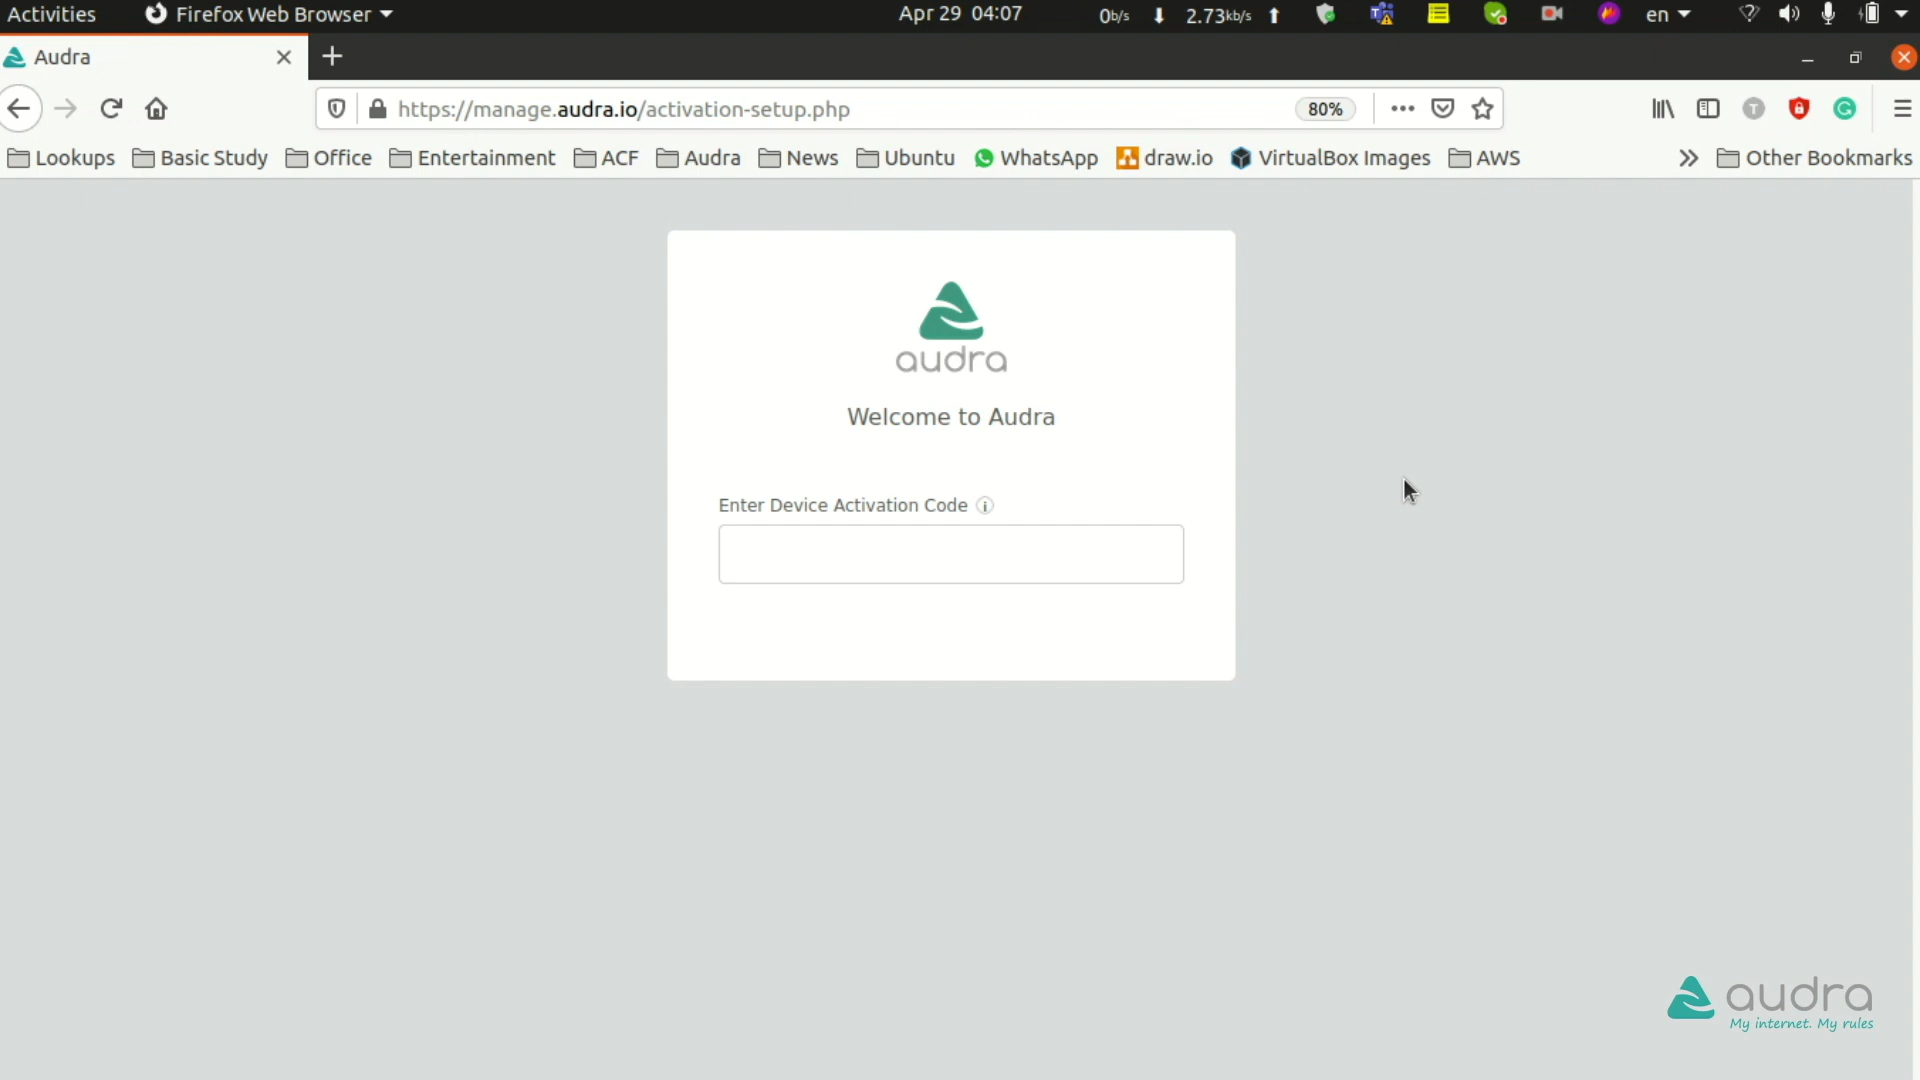 Activities Firefox Web Browser Apr 29 04:07 0b/s 2.73kb/s en
Audra
https://manage.audra.io/activation-setup.php 80%
Lookups Basic Study Office Entertainment ACF Audra News Ubuntu WhatsApp draw.io VirtualBox Images AWS Other Bookmarks
audra
Welcome to Audra
Enter Device Activation Code
audra
My internet. My rules